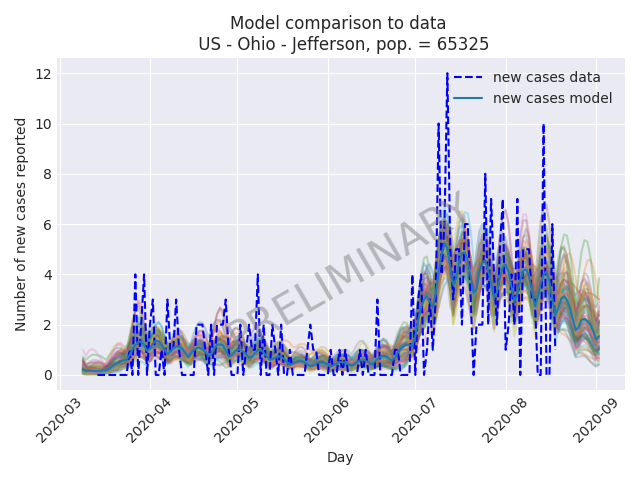 Model comparison to data
US - Ohio - Jefferson, pop. = 65325
new cases data
new cases model
Number of new cases reported
12
10
8
6
4
2
0
PRELIMINARY
2020-03
2020-04
2020-05
2020-06
2020-07
2020-08
2020-09
Day